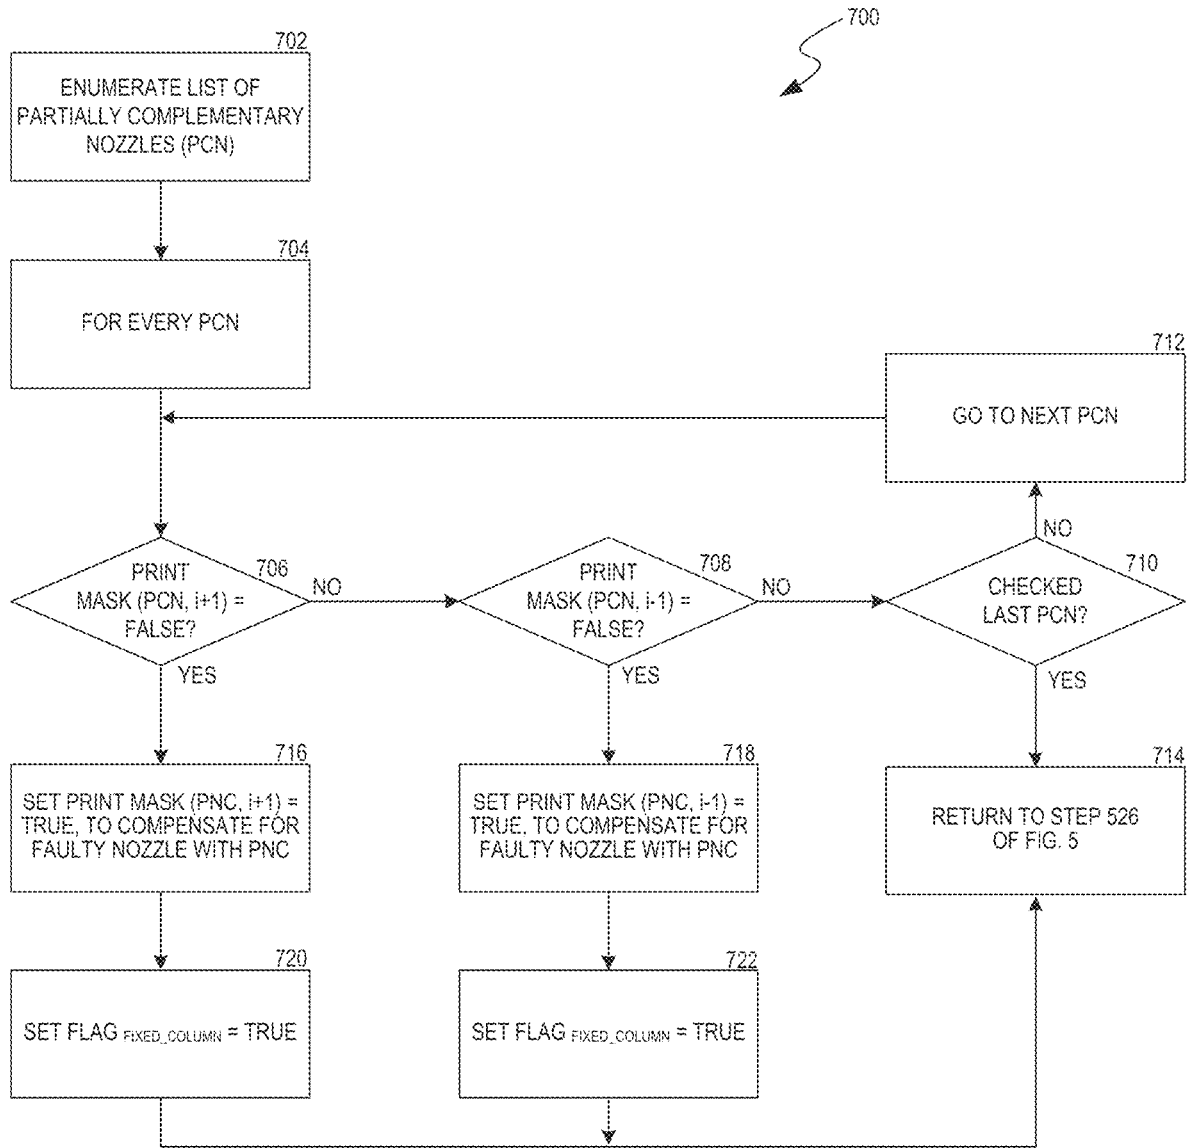 700
702
ENUMERATE LIST OF
PARTIALLY COMPLEMENTARY
NOZZLES (PCN)
704
FOR EVERY PCN
712
GO TO NEXT PCN
706
PRINT
MASK (PCN, i+1) =
FALSE?
NO
YES
708
PRINT
MASK (PCN, i-1) =
FALSE?
NO
YES
710
CHECKED
LAST PCN?
NO
YES
716
SET PRINT MASK (PNC, i+1) =
TRUE, TO COMPENSATE FOR
FAULTY NOZZLE WITH PNC
718
SET PRINT MASK (PNC, i-1) =
TRUE, TO COMPENSATE FOR
FAULTY NOZZLE WITH PNC
714
RETURN TO STEP 526
OF FIG. 5
720
SET FLAG FIXED_COLUMN = TRUE
722
SET FLAG FIXED_COLUMN = TRUE